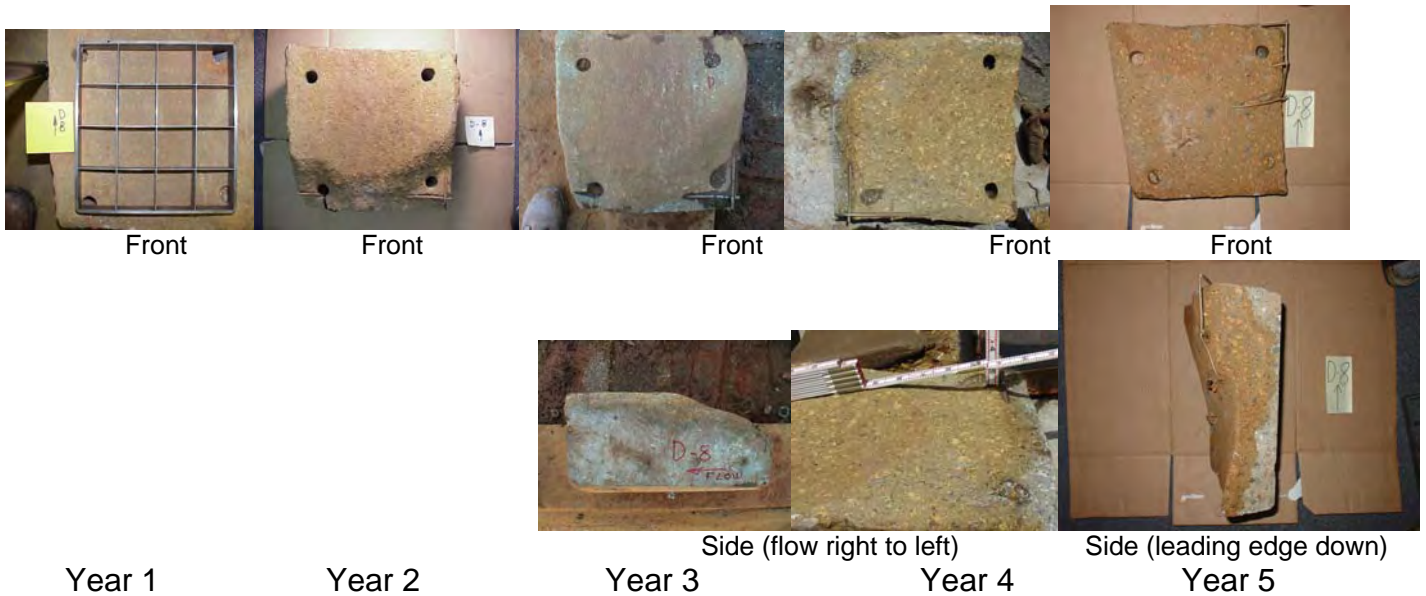 D-8
D-8
D
D-8
Front
Front
Front
Front
Front
D-8
FLOW
D-8
Side (flow right to left)
Side (leading edge down)
Year 1
Year 2
Year 3
Year 4
Year 5